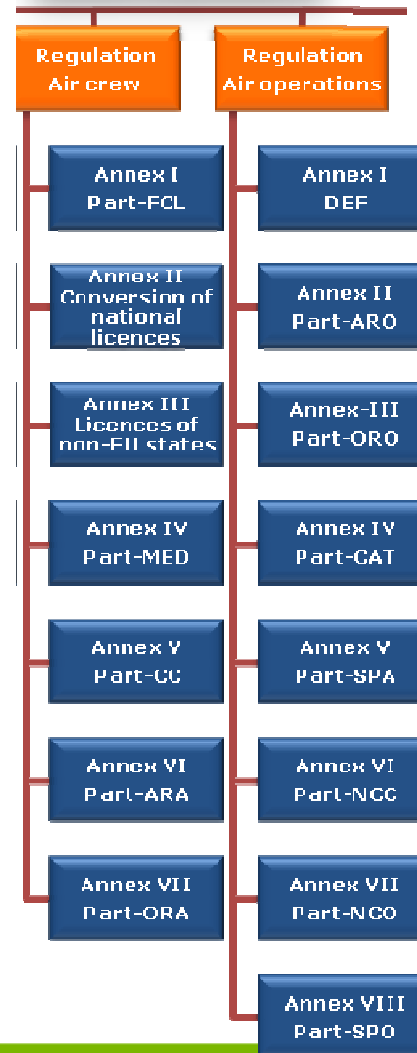 Regulation
Air crew
Annex I
Part-FCL
Annex II
Conversion of
national
licences
Annex III
Licences of
non-EU states
Annex IV
Part-MED
Annex V
Part-CC
Annex VI
Part-ARA
Annex VII
Part-ORA
Regulation
Air operations
Annex I
DEF
Annex II
Part-ARO
Annex-III
Part-ORO
Annex IV
Part-CAT
Annex V
Part-SPA
Annex VI
Part-NCC
Annex VII
Part-NCO
Annex VIII
Part-SPO